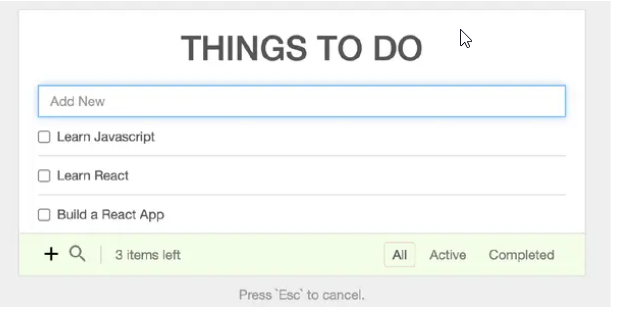 THINGS TO DO
Add New
Learn Javascript
Learn React
Build a React App
3 items left All Active Completed
Press `Esc` to cancel.